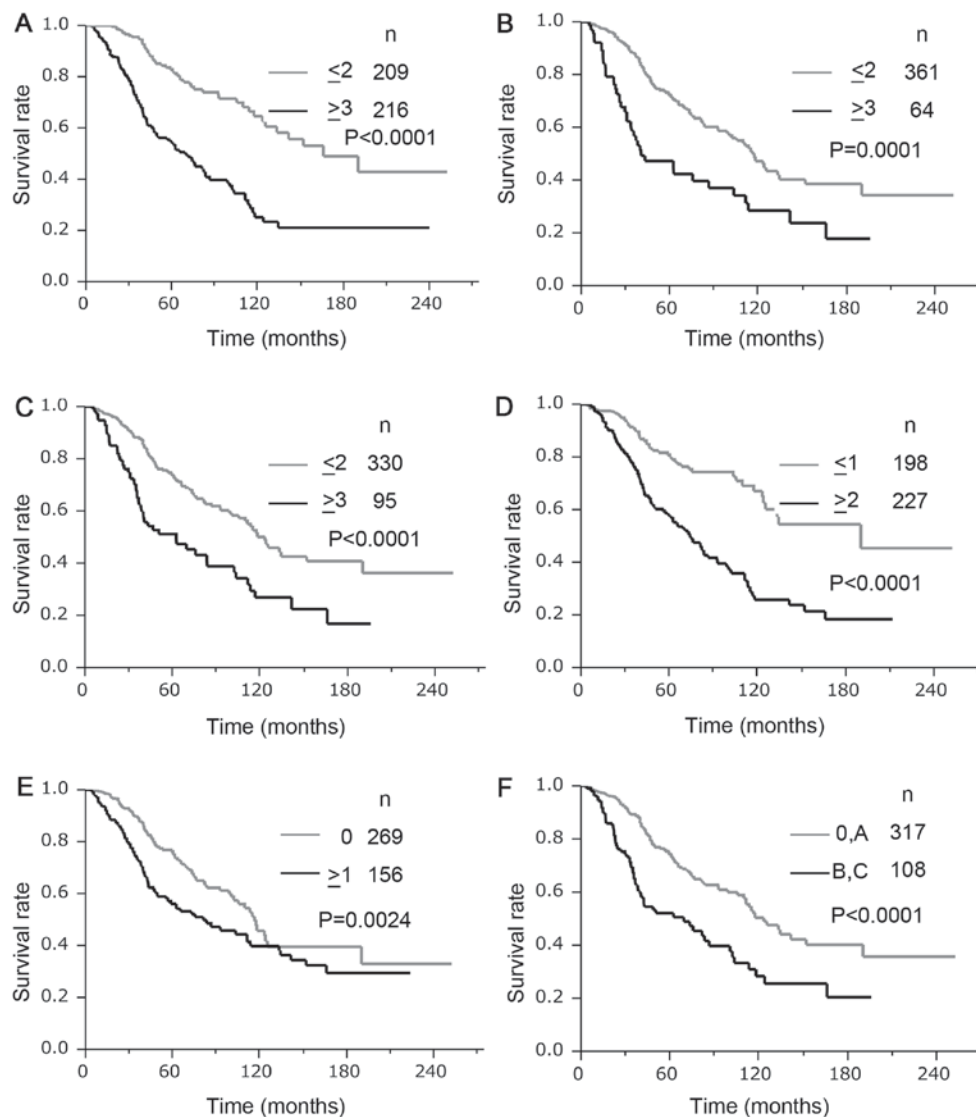 A
n
≤2 209
≥3 216
P<0.0001
Survival rate
1.0
0.8
0.6
0.4
0.2
0.0
0 60 120 180 240
Time (months)
B
n
≤2 361
≥3 64
P=0.0001
Survival rate
1.0
0.8
0.6
0.4
0.2
0.0
0 60 120 180 240
Time (months)
C
n
≤2 330
≥3 95
P<0.0001
Survival rate
1.0
0.8
0.6
0.4
0.2
0.0
0 60 120 180 240
Time (months)
D
n
≤1 198
≥2 227
P<0.0001
Survival rate
1.0
0.8
0.6
0.4
0.2
0.0
0 60 120 180 240
Time (months)
E
n
0 269
≥1 156
P=0.0024
Survival rate
1.0
0.8
0.6
0.4
0.2
0.0
0 60 120 180 240
Time (months)
F
n
0,A 317
B,C 108
P<0.0001
Survival rate
1.0
0.8
0.6
0.4
0.2
0.0
0 60 120 180 240
Time (months)